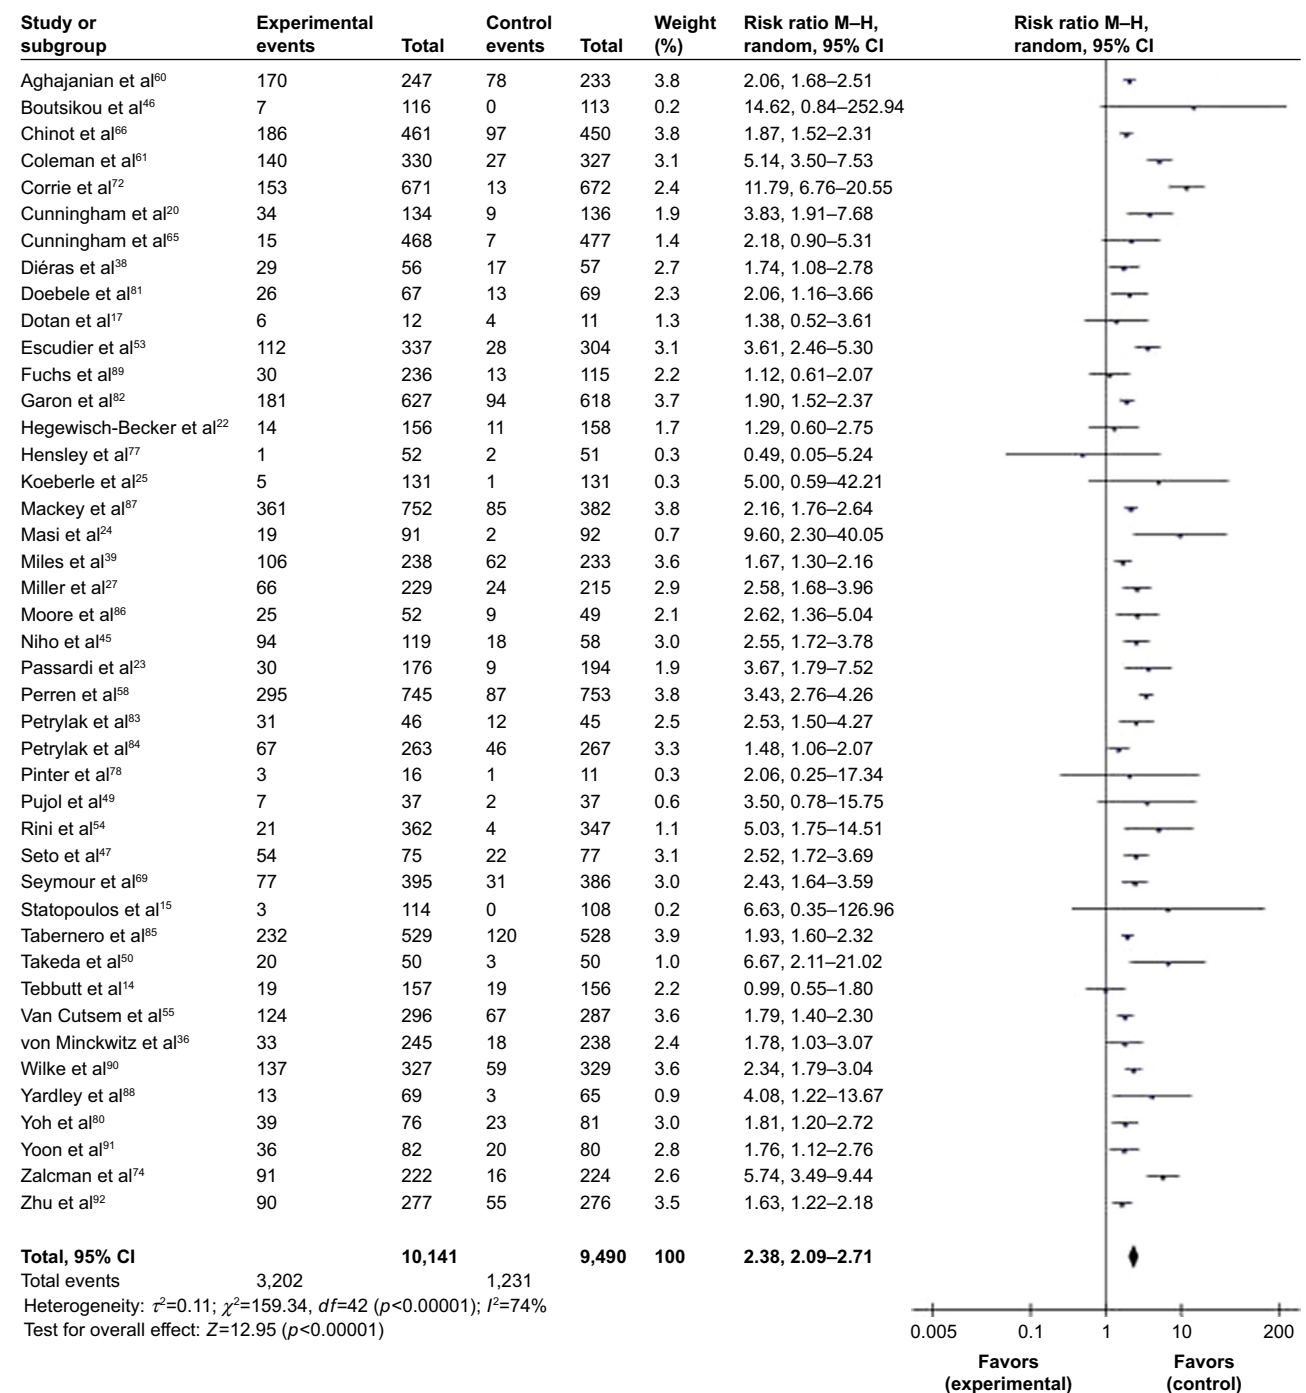 Study or subgroup Experimental events Total Control events Total Weight (%) Risk ratio M–H, random, 95% CI Risk ratio M–H, random, 95% CI
Aghajanian et al60 170 247 78 233 3.8 2.06, 1.68–2.51
Boutsikou et al46 7 116 0 113 0.2 14.62, 0.84–252.94
Chinot et al66 186 461 97 450 3.8 1.87, 1.52–2.31
Coleman et al61 140 330 27 327 3.1 5.14, 3.50–7.53
Corrie et al72 153 671 13 672 2.4 11.79, 6.76–20.55
Cunningham et al20 34 134 9 136 1.9 3.83, 1.91–7.68
Cunningham et al65 15 468 7 477 1.4 2.18, 0.90–5.31
Diéras et al38 29 56 17 57 2.7 1.74, 1.08–2.78
Doebele et al81 26 67 13 69 2.3 2.06, 1.16–3.66
Dotan et al17 6 12 4 11 1.3 1.38, 0.52–3.61
Escudier et al53 112 337 28 304 3.1 3.61, 2.46–5.30
Fuchs et al89 30 236 13 115 2.2 1.12, 0.61–2.07
Garon et al82 181 627 94 618 3.7 1.90, 1.52–2.37
Hegewisch-Becker et al22 14 156 11 158 1.7 1.29, 0.60–2.75
Hensley et al77 1 52 2 51 0.3 0.49, 0.05–5.24
Koeberle et al25 5 131 1 131 0.3 5.00, 0.59–42.21
Mackey et al87 361 752 85 382 3.8 2.16, 1.76–2.64
Masi et al24 19 91 2 92 0.7 9.60, 2.30–40.05
Miles et al39 106 238 62 233 3.6 1.67, 1.30–2.16
Miller et al27 66 229 24 215 2.9 2.58, 1.68–3.96
Moore et al86 25 52 9 49 2.1 2.62, 1.36–5.04
Niho et al45 94 119 18 58 3.0 2.55, 1.72–3.78
Passardi et al23 30 176 9 194 1.9 3.67, 1.79–7.52
Perren et al58 295 745 87 753 3.8 3.43, 2.76–4.26
Petrylak et al83 31 46 12 45 2.5 2.53, 1.50–4.27
Petrylak et al84 67 263 46 267 3.3 1.48, 1.06–2.07
Pinter et al78 3 16 1 11 0.3 2.06, 0.25–17.34
Pujol et al49 7 37 2 37 0.6 3.50, 0.78–15.75
Rini et al54 21 362 4 347 1.1 5.03, 1.75–14.51
Seto et al47 54 75 22 77 3.1 2.52, 1.72–3.69
Seymour et al69 77 395 31 386 3.0 2.43, 1.64–3.59
Statopoulos et al15 3 114 0 108 0.2 6.63, 0.35–126.96
Tabernero et al85 232 529 120 528 3.9 1.93, 1.60–2.32
Takeda et al50 20 50 3 50 1.0 6.67, 2.11–21.02
Tebbutt et al14 19 157 19 156 2.2 0.99, 0.55–1.80
Van Cutsem et al55 124 296 67 287 3.6 1.79, 1.40–2.30
von Minckwitz et al36 33 245 18 238 2.4 1.78, 1.03–3.07
Wilke et al90 137 327 59 329 3.6 2.34, 1.79–3.04
Yardley et al88 13 69 3 65 0.9 4.08, 1.22–13.67
Yoh et al80 39 76 23 81 3.0 1.81, 1.20–2.72
Yoon et al91 36 82 20 80 2.8 1.76, 1.12–2.76
Zalcman et al74 91 222 16 224 2.6 5.74, 3.49–9.44
Zhu et al92 90 277 55 276 3.5 1.63, 1.22–2.18
Total, 95% CI 10,141 9,490 100 2.38, 2.09–2.71
Total events 3,202 1,231
Heterogeneity: τ2=0.11; χ2=159.34, df=42 (p<0.00001); I2=74%
Test for overall effect: Z=12.95 (p<0.00001)
0.005 0.1 1 10 200
Favors (experimental) Favors (control)